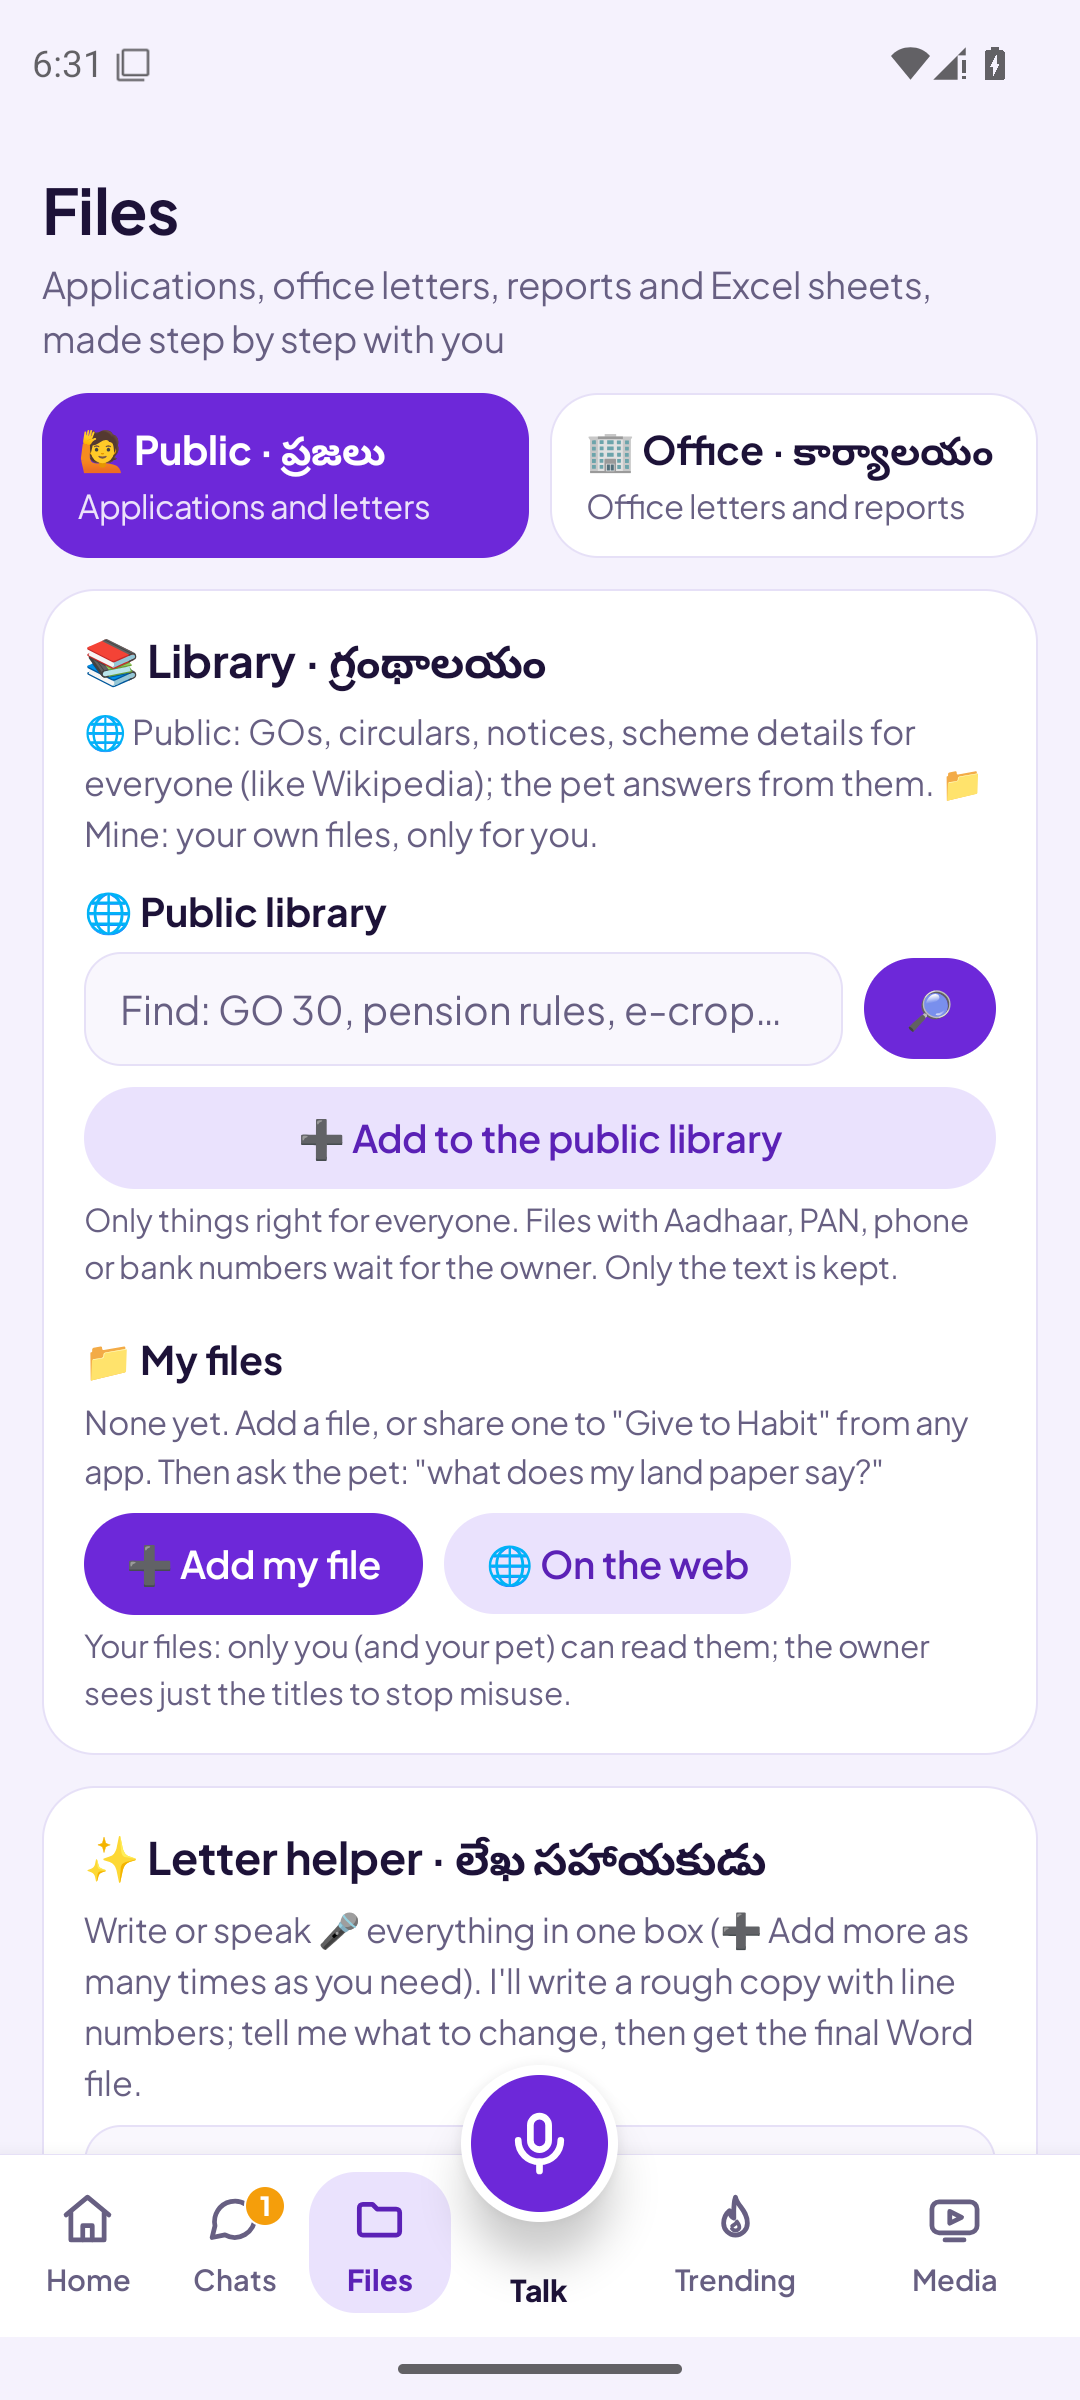 6:31
Files
Applications, office letters, reports and Excel sheets,
made step by step with you
🙋 Public · ప్రజలు
Applications and letters
🏢 Office · కార్యాలయం
Office letters and reports
📚 Library · గ్రంథాలయం
🌐 Public: GOs, circulars, notices, scheme details for
everyone (like Wikipedia); the pet answers from them. 📁
Mine: your own files, only for you.
🌐 Public library
Find: GO 30, pension rules, e-crop...
🔎
➕ Add to the public library
Only things right for everyone. Files with Aadhaar, PAN, phone
or bank numbers wait for the owner. Only the text is kept.
📁 My files
None yet. Add a file, or share one to "Give to Habit" from any
app. Then ask the pet: "what does my land paper say?"
➕ Add my file
🌐 On the web
Your files: only you (and your pet) can read them; the owner
sees just the titles to stop misuse.
✨ Letter helper · లేఖ సహాయకుడు
Write or speak 🎤 everything in one box (➕ Add more as
many times as you need). I'll write a rough copy with line
numbers; tell me what to change, then get the final Word
file.
Home
1
Chats
Files
Talk
Trending
Media